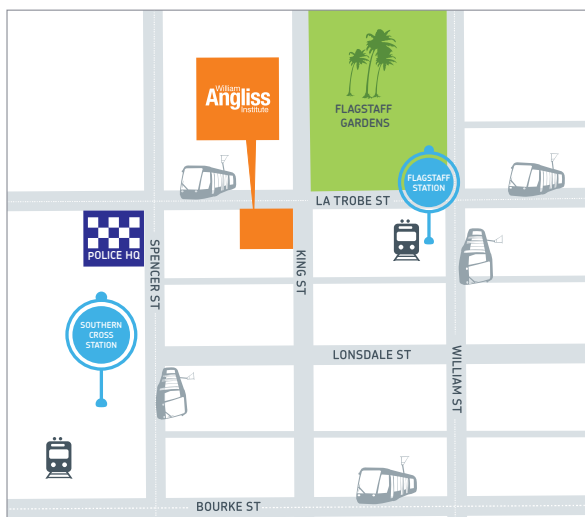 William
Angliss
Institute
FLAGSTAFF
GARDENS
FLAGSTAFF
STATION
LA TROBE ST
POLICE HQ
SPENCER ST
KING ST
SOUTHERN
CROSS
STATION
LONSDALE ST
WILLIAM ST
BOURKE ST